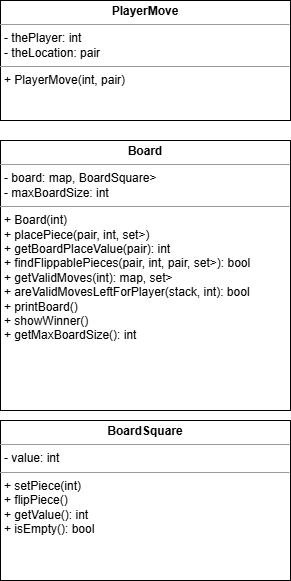 PlayerMove
- thePlayer: int
- theLocation: pair
+ PlayerMove(int, pair)
Board
- board: map, BoardSquare>
- maxBoardSize: int
+ Board(int)
+ placePiece(pair, int, set>)
+ getBoardPlaceValue(pair): int
+ findFlippablePieces(pair, int, pair, set>): bool
+ getValidMoves(int): map, set>
+ areValidMovesLeftForPlayer(stack, int): bool
+ printBoard()
+ showWinner()
+ getMaxBoardSize(): int
BoardSquare
- value: int
+ setPiece(int)
+ flipPiece()
+ getValue(): int
+ isEmpty(): bool